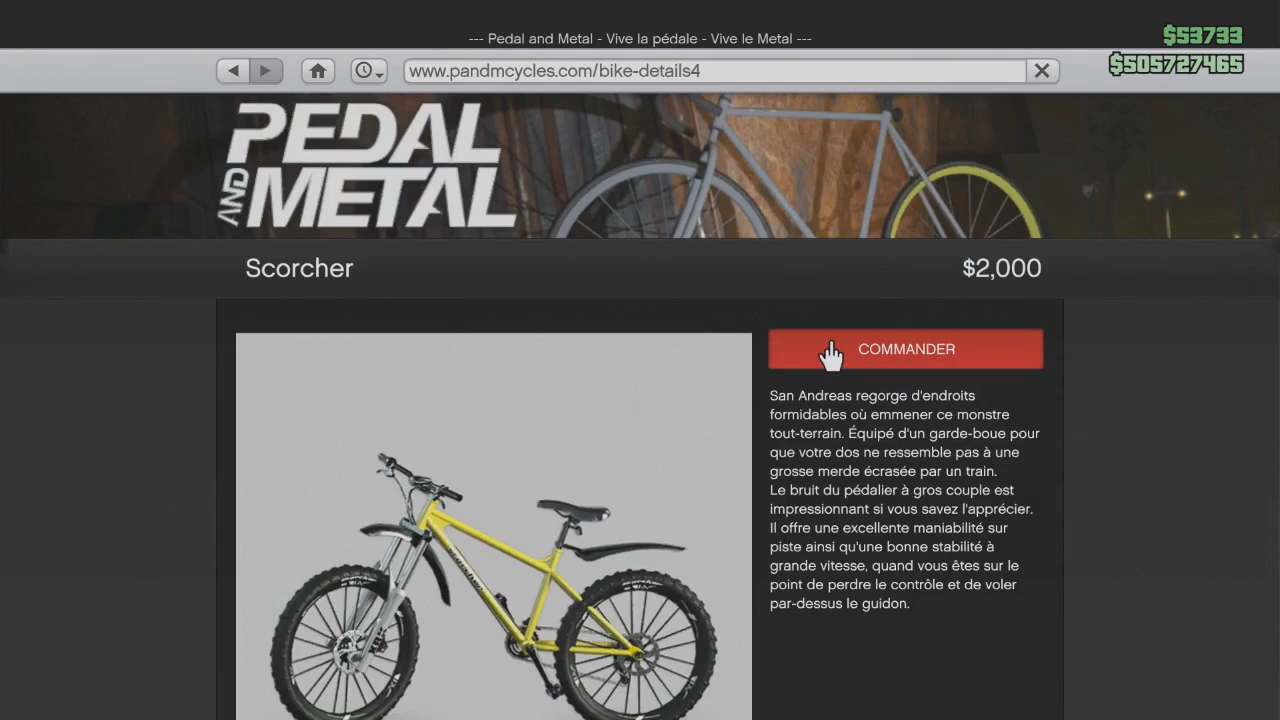 --- Pedal and Metal - Vive la pédale - Vive le Metal ---
$53733
$505727465
www.pandmcycles.com/bike-details4
PEDAL
AND METAL
Scorcher
$2,000
COMMANDER
San Andreas regorge d'endroits
formidables où emmener ce monstre
tout-terrain. Équipé d'un garde-boue pour
que votre dos ne ressemble pas à une
grosse merde écrasée par un train.
Le bruit du pédalier à gros couple est
impressionnant si vous savez l'apprécier.
Il offre une excellente maniabilité sur
piste ainsi qu'une bonne stabilité à
grande vitesse, quand vous êtes sur le
point de perdre le contrôle et de voler
par-dessus le guidon.